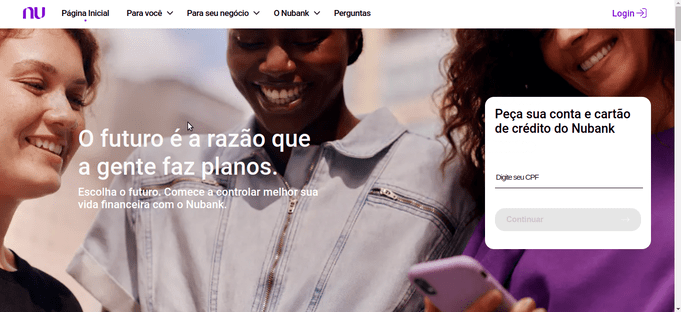 nu
Página Inicial
Para você
Para seu negócio
O Nubank
Perguntas
Login
O futuro é a razão que
a gente faz planos.
Escolha o futuro. Comece a controlar melhor sua
vida financeira com o Nubank.
Peça sua conta e cartão
de crédito do Nubank
Digite seu CPF
Continuar